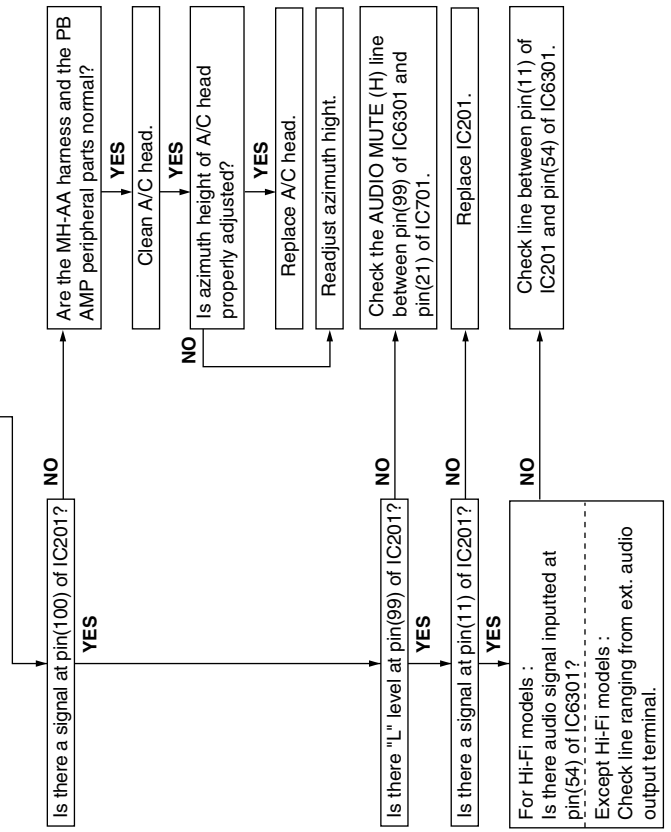 Is there a signal at pin(100) of IC201?
NO
YES
Are the MH-AA harness and the PB
AMP peripheral parts normal?
YES
Clean A/C head.
YES
Is azimuth height of A/C head
properly adjusted?
NO
YES
Replace A/C head.
Readjust azimuth hight.
Is there "L" level at pin(99) of IC201?
NO
YES
Check the AUDIO MUTE (H) line
between pin(99) of IC6301 and
pin(21) of IC701.
Is there a signal at pin(11) of IC201?
NO
YES
Replace IC201.
For Hi-Fi models :
Is there audio signal inputted at
pin(54) of IC6301?
NO
Except Hi-Fi models :
Check line ranging from ext. audio
output terminal.
Check line between pin(11) of
IC201 and pin(54) of IC6301.